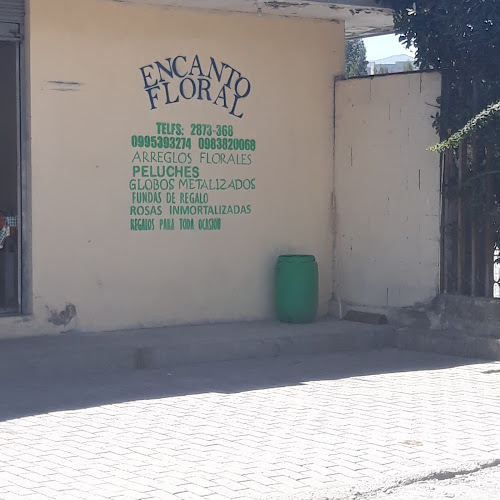 ENCANTO
FLORAL
TELFS: 2873-368
0995393274 0983820068
ARREGLOS FLORALES
PELUCHES
GLOBOS METALIZADOS
FUNDAS DE REGALO
ROSAS INMORTALIZADAS
REGALOS PARA TODA OCASION